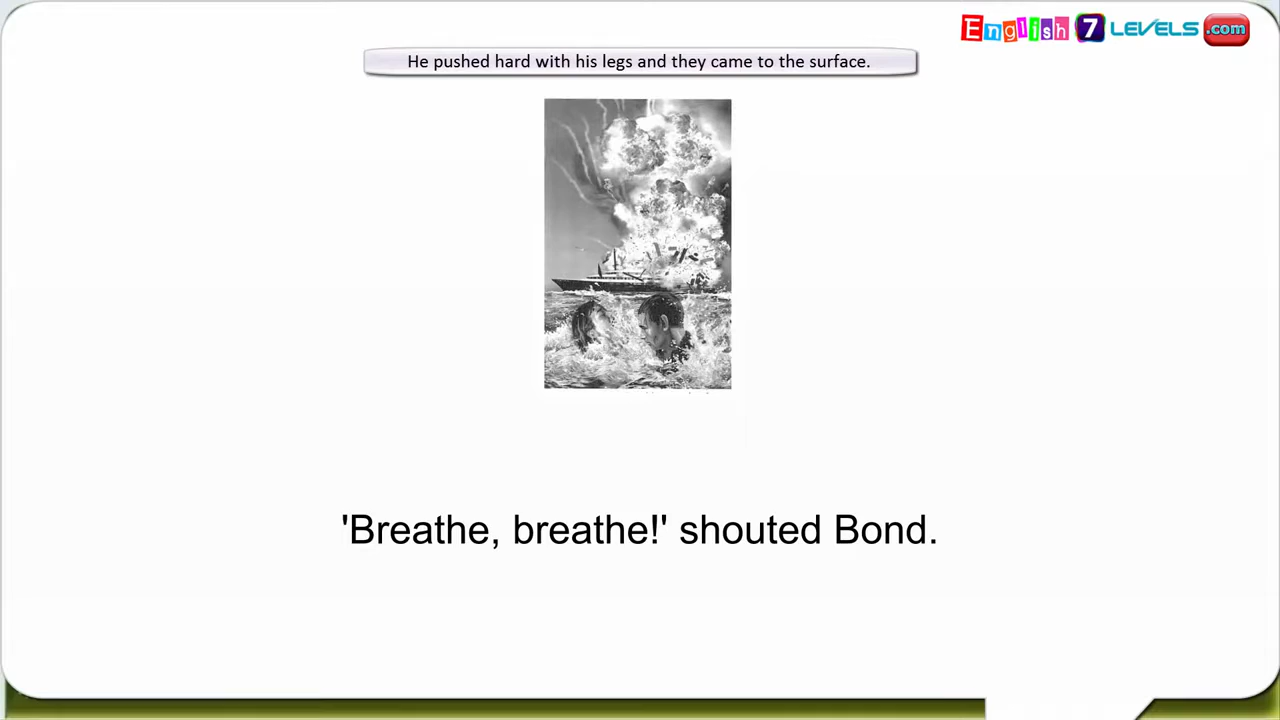 English 7 LEVELS .com
He pushed hard with his legs and they came to the surface.
'Breathe, breathe!' shouted Bond.